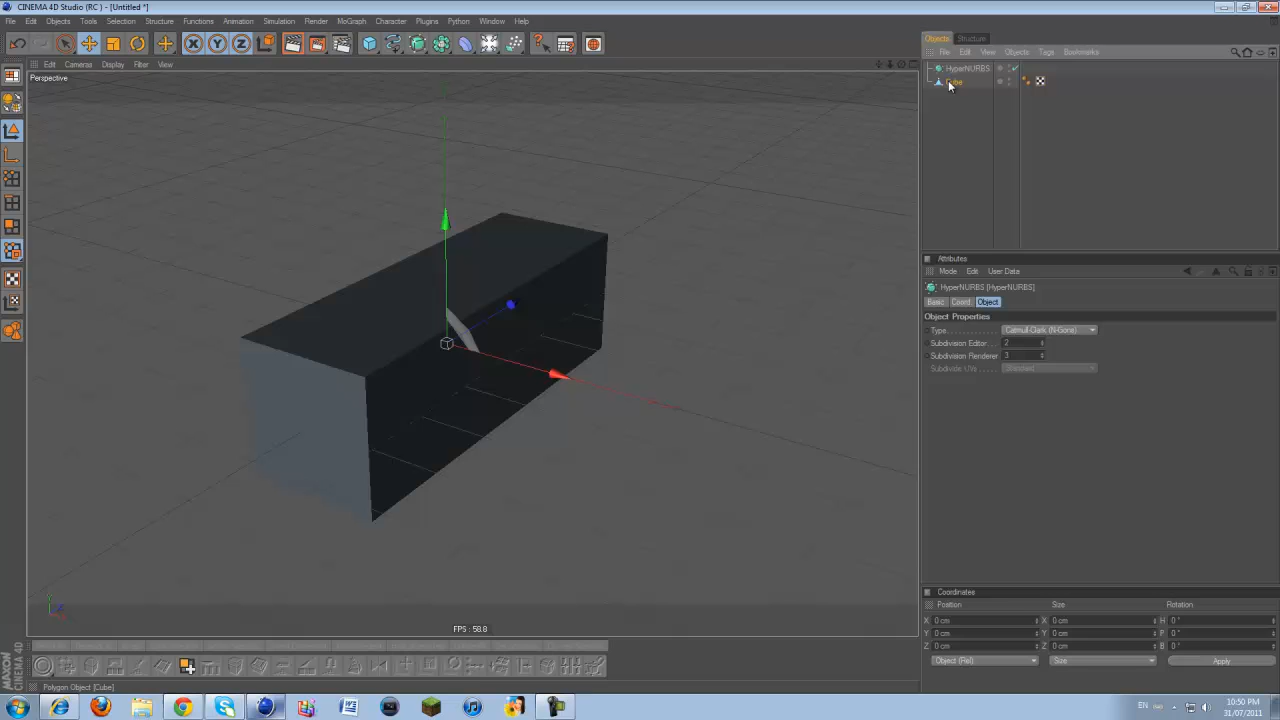 CINEMA 4D Studio (RC ) - [Untitled *]
File Edit Objects Tools Selection Structure Functions Animation Simulation Render MoGraph Character Plugins Python Window Help
Objects Structure
File Edit View Objects Tags Bookmarks
Edit Cameras Display Filter View
Perspective
HyperNURBS
Cube
Attributes
Mode Edit User Data
HyperNURBS [HyperNURBS]
Basic Coord. Object
Object Properties
Type Catmull-Clark (N-Gons)
Subdivision Editor 2
Subdivision Renderer 3
Subdivide UVs Standard
FPS : 58.8
Coordinates
Position Size Rotation
X 0 cm X 0 cm H 0 °
Y 0 cm Y 0 cm P 0 °
Z 0 cm Z 0 cm B 0 °
Object (Rel) Size Apply
MAXON CINEMA 4D
Polygon Object [Cube]
EN 10:50 PM
31/07/2011